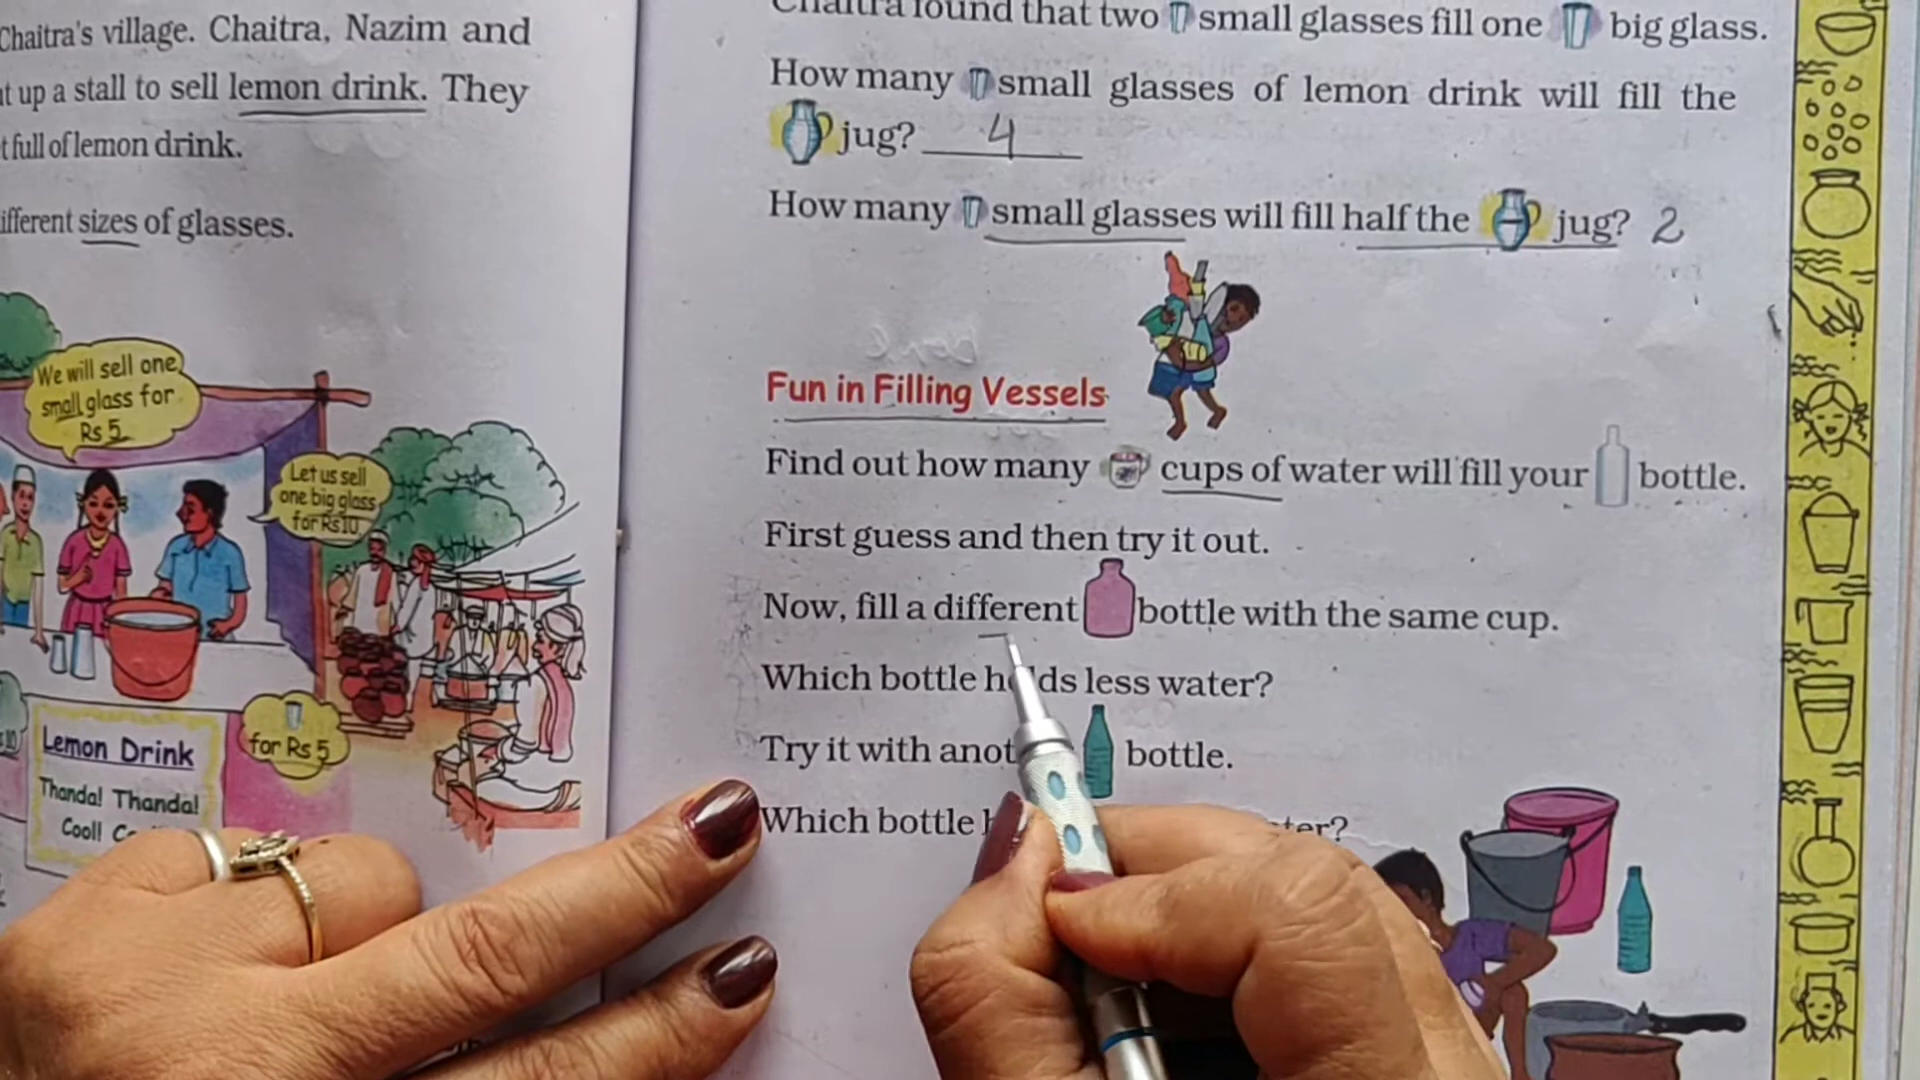 Chaitra's village. Chaitra, Nazim and
up a stall to sell lemon drink. They
full of lemon drink.
sizes of glasses.
We will sell one
small glass for
Rs 5
Let us sell
one big glass
for Rs 10
Lemon Drink
Thanda! Thanda!
Cool!
for Rs 5
Chaitra found that two small glasses fill one big glass.
How many small glasses of lemon drink will fill the
jug? 4
How many small glasses will fill half the jug? 2
Fun in Filling Vessels
Find out how many cups of water will fill your bottle.
First guess and then try it out.
Now, fill a different bottle with the same cup.
Which bottle holds less water?
Try it with bottle.
Which bottle